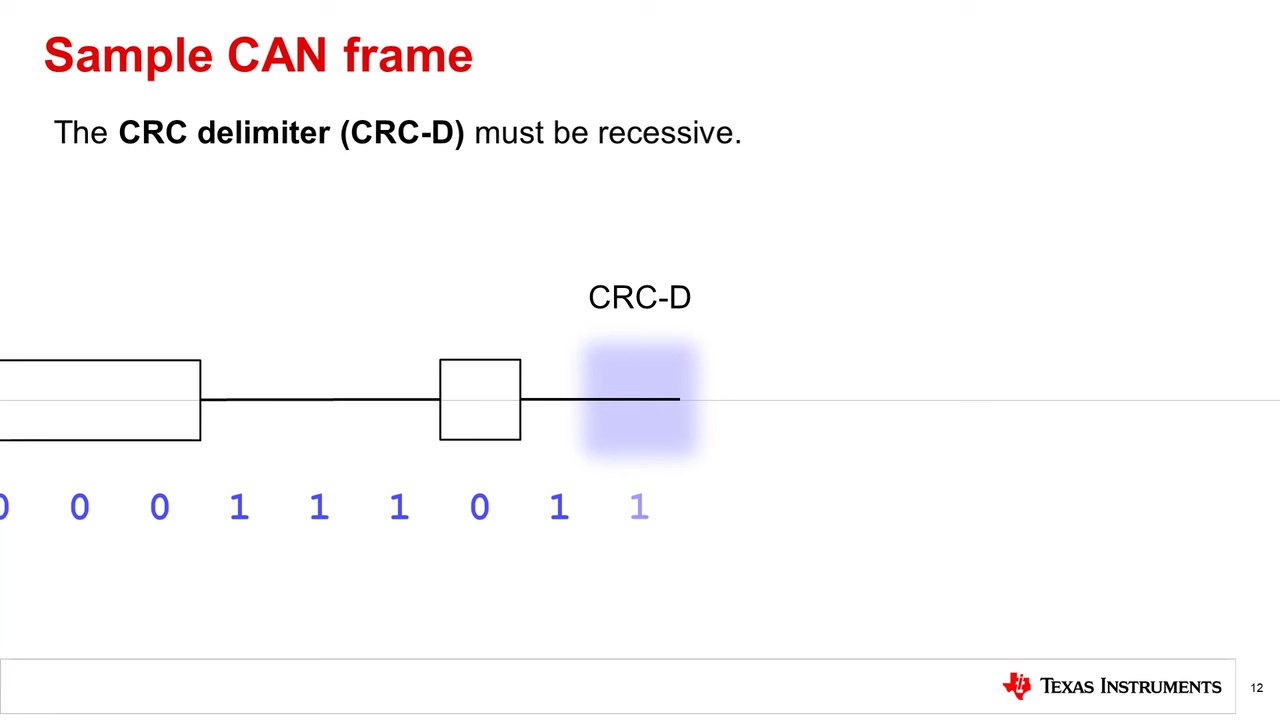 Sample CAN frame
The CRC delimiter (CRC-D) must be recessive.
CRC-D
0 0 0 1 1 1 0 1 1
TEXAS INSTRUMENTS
12